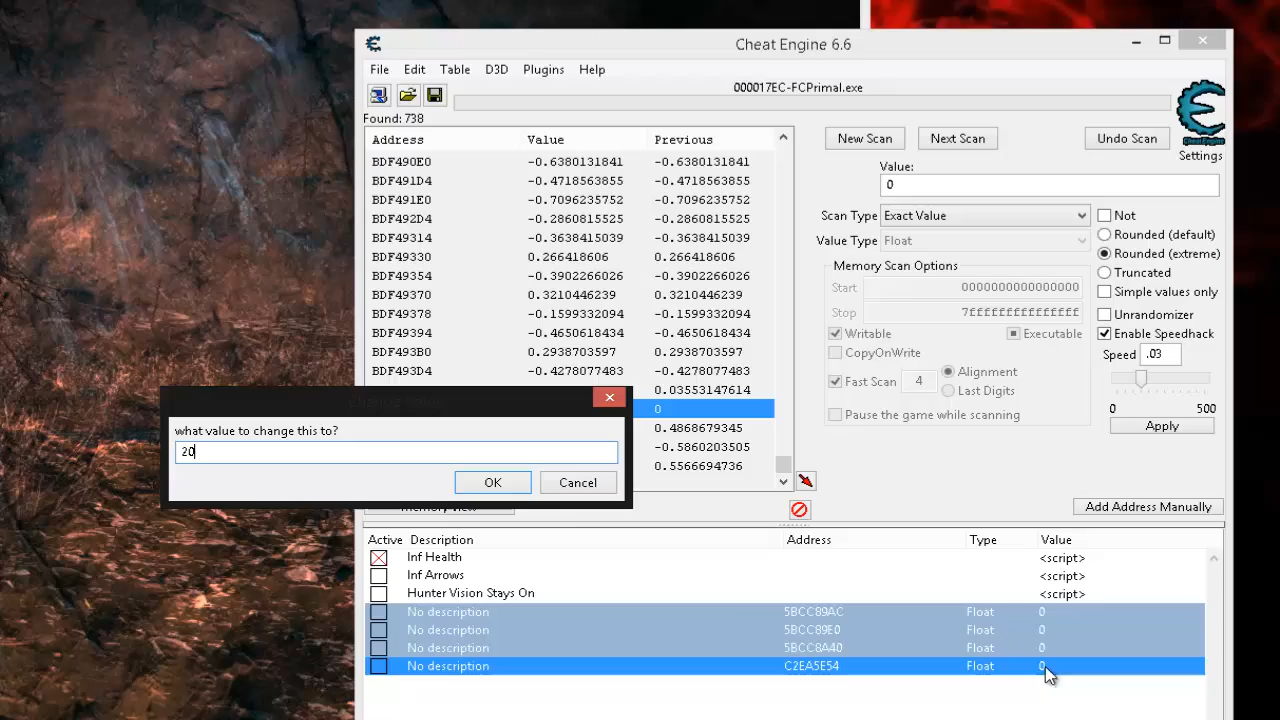 Cheat Engine 6.6
File Edit Table D3D Plugins Help
000017EC-FCPrimal.exe
Found: 738
Address Value Previous
BDF490E0 -0.6380131841 -0.6380131841
BDF491D4 -0.4718563855 -0.4718563855
BDF491E0 -0.7096235752 -0.7096235752
BDF492D4 -0.2860815525 -0.2860815525
BDF49314 -0.3638415039 -0.3638415039
BDF49330 0.266418606 0.266418606
BDF49354 -0.3902266026 -0.3902266026
BDF49370 0.3210446239 0.3210446239
BDF49378 -0.1599332094 -0.1599332094
BDF49394 -0.4650618434 -0.4650618434
BDF493B0 0.2938703597 0.2938703597
BDF493D4 -0.4278077483 -0.4278077483
0.03553147614
0
0.4868679345
-0.5860203505
0.5566694736
New Scan Next Scan Undo Scan
Cheat Engine
Settings
Value:
0
Scan Type Exact Value
Value Type Float
Not
Rounded (default)
Rounded (extreme)
Truncated
Simple values only
Unrandomizer
Enable Speedhack
Speed .03
0 500
Apply
Memory Scan Options
Start 0000000000000000
Stop 7fffffffffffffff
Writable Executable
CopyOnWrite
Fast Scan 4 Alignment
Last Digits
Pause the game while scanning
what value to change this to?
20
OK Cancel
Memory View
Add Address Manually
Active Description Address Type Value
Inf Health <script>
Inf Arrows <script>
Hunter Vision Stays On <script>
No description 5BCC89AC Float 0
No description 5BCC89E0 Float 0
No description 5BCC8A40 Float 0
No description C2EA5E54 Float 0